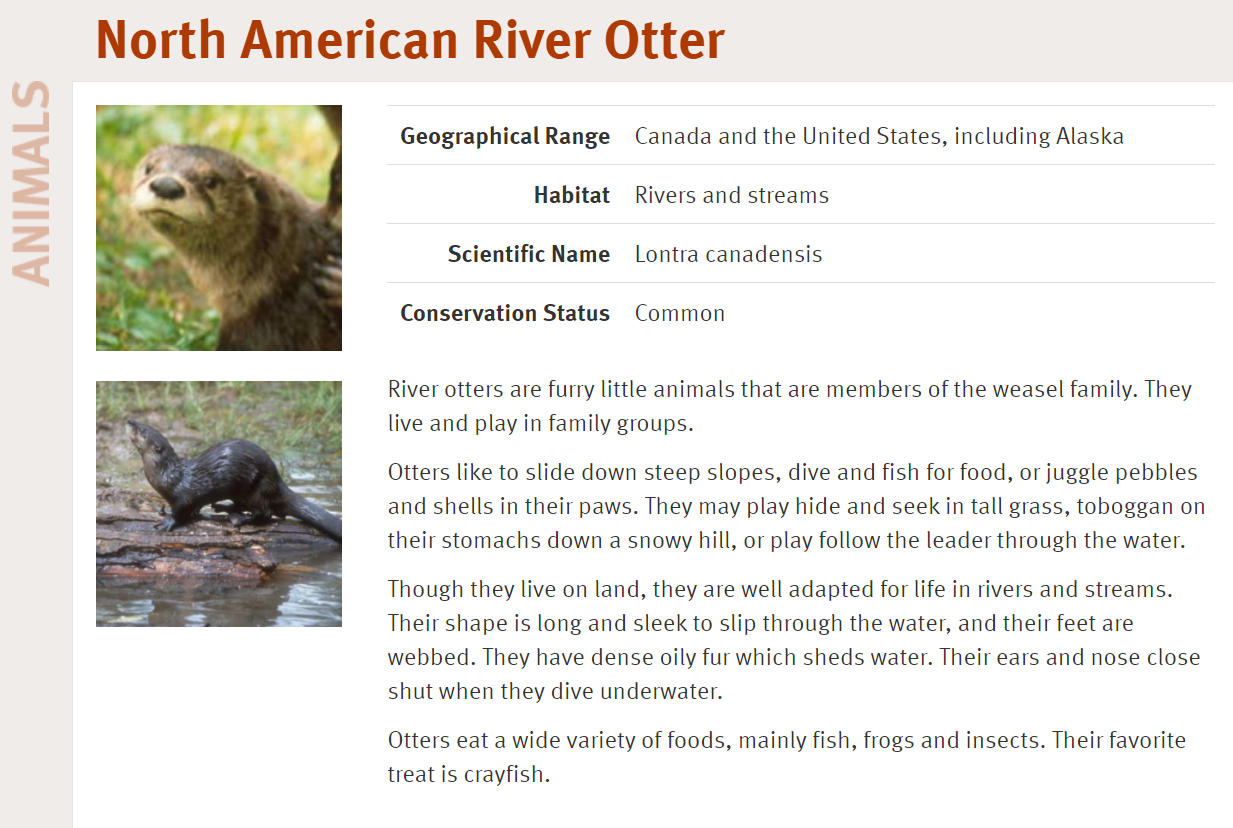 North American River Otter
ANIMALS
Geographical Range Canada and the United States, including Alaska
Habitat Rivers and streams
Scientific Name Lontra canadensis
Conservation Status Common
River otters are furry little animals that are members of the weasel family. They
live and play in family groups.
Otters like to slide down steep slopes, dive and fish for food, or juggle pebbles
and shells in their paws. They may play hide and seek in tall grass, toboggan on
their stomachs down a snowy hill, or play follow the leader through the water.
Though they live on land, they are well adapted for life in rivers and streams.
Their shape is long and sleek to slip through the water, and their feet are
webbed. They have dense oily fur which sheds water. Their ears and nose close
shut when they dive underwater.
Otters eat a wide variety of foods, mainly fish, frogs and insects. Their favorite
treat is crayfish.